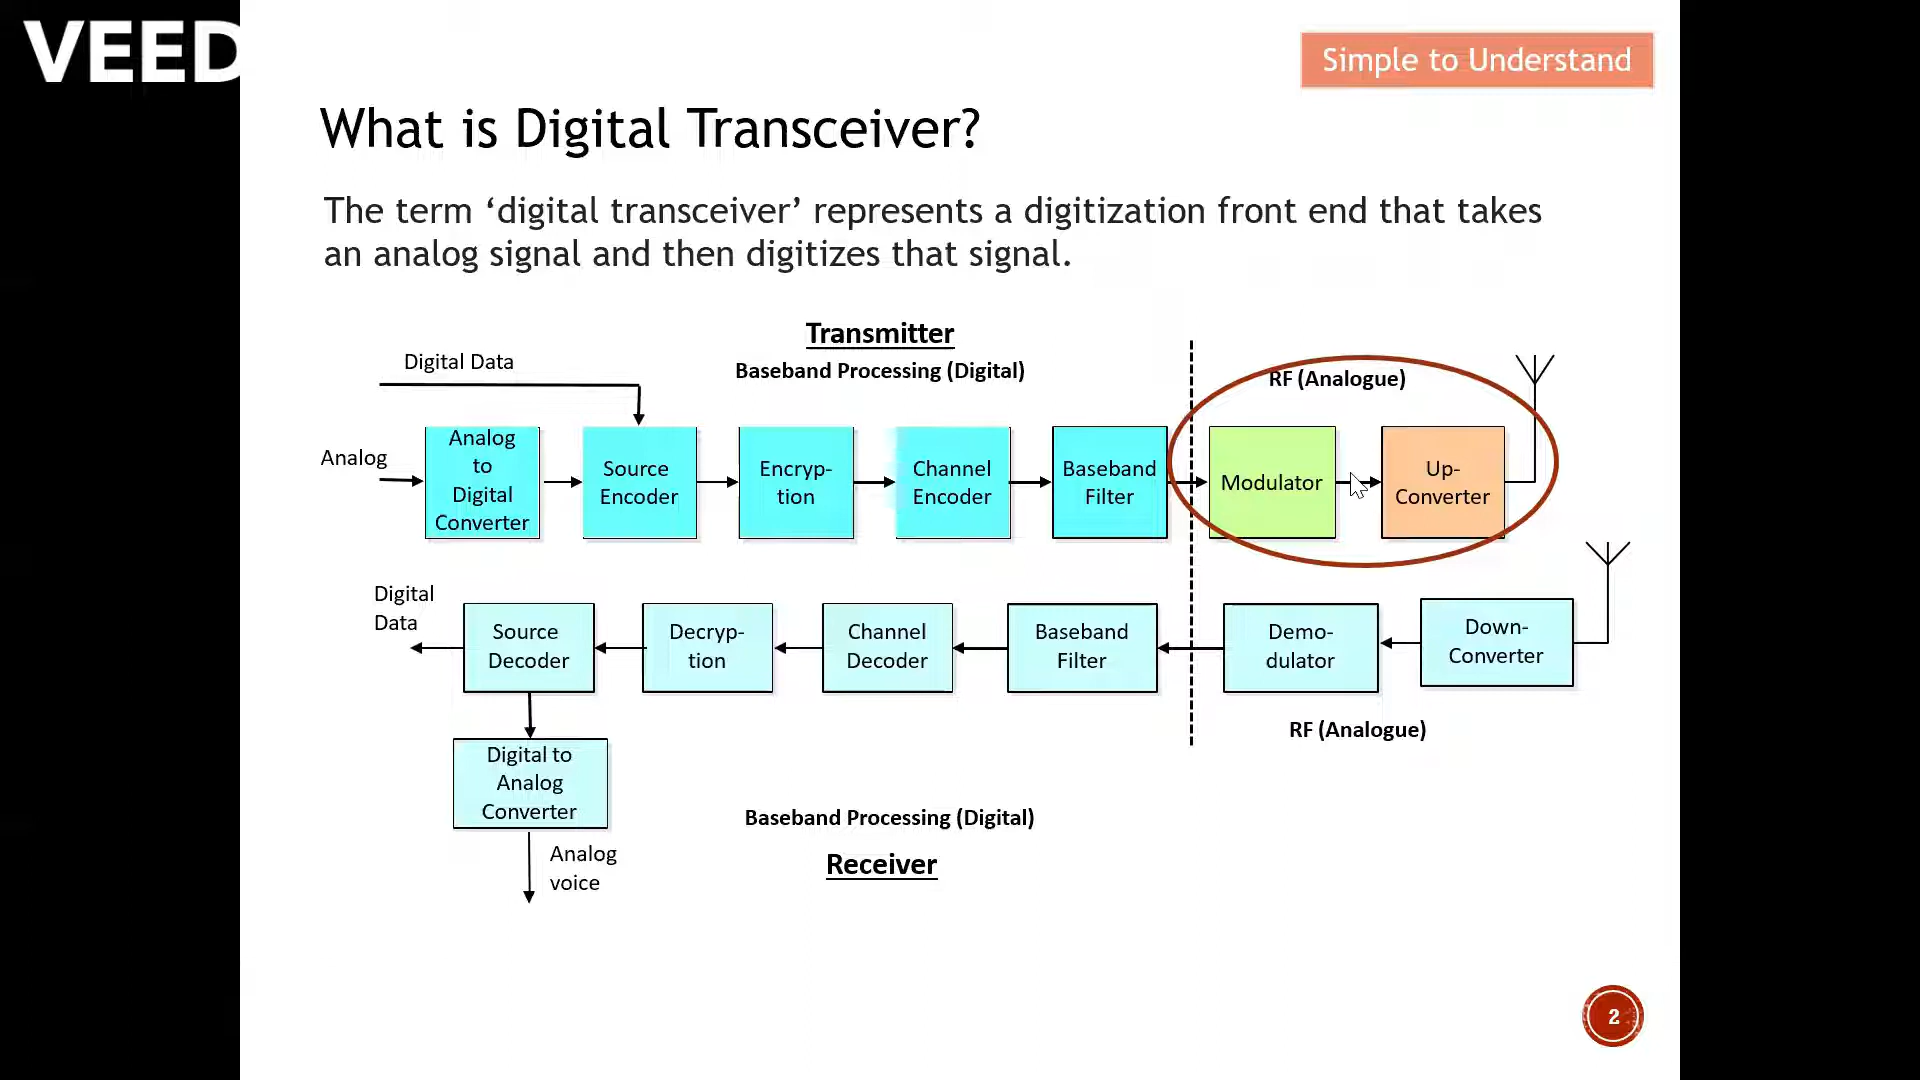 VEED
Simple to Understand
What is Digital Transceiver?
The term ‘digital transceiver’ represents a digitization front end that takes
an analog signal and then digitizes that signal.
Transmitter
Baseband Processing (Digital)
RF (Analogue)
Digital Data
Analog
Analog
to
Digital
Converter
Source
Encoder
Encryp-
tion
Channel
Encoder
Baseband
Filter
Modulator
Up-
Converter
Digital
Data
Source
Decoder
Decryp-
tion
Channel
Decoder
Baseband
Filter
Demo-
dulator
Down-
Converter
RF (Analogue)
Digital to
Analog
Converter
Analog
voice
Baseband Processing (Digital)
Receiver
2